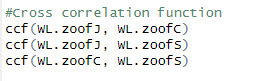 #Cross correlation function
ccf(WL.zoofJ, WL.zoofC)
ccf(WL.zoofJ, WL.zoofS)
ccf(WL.zoofC, WL.zoofS)